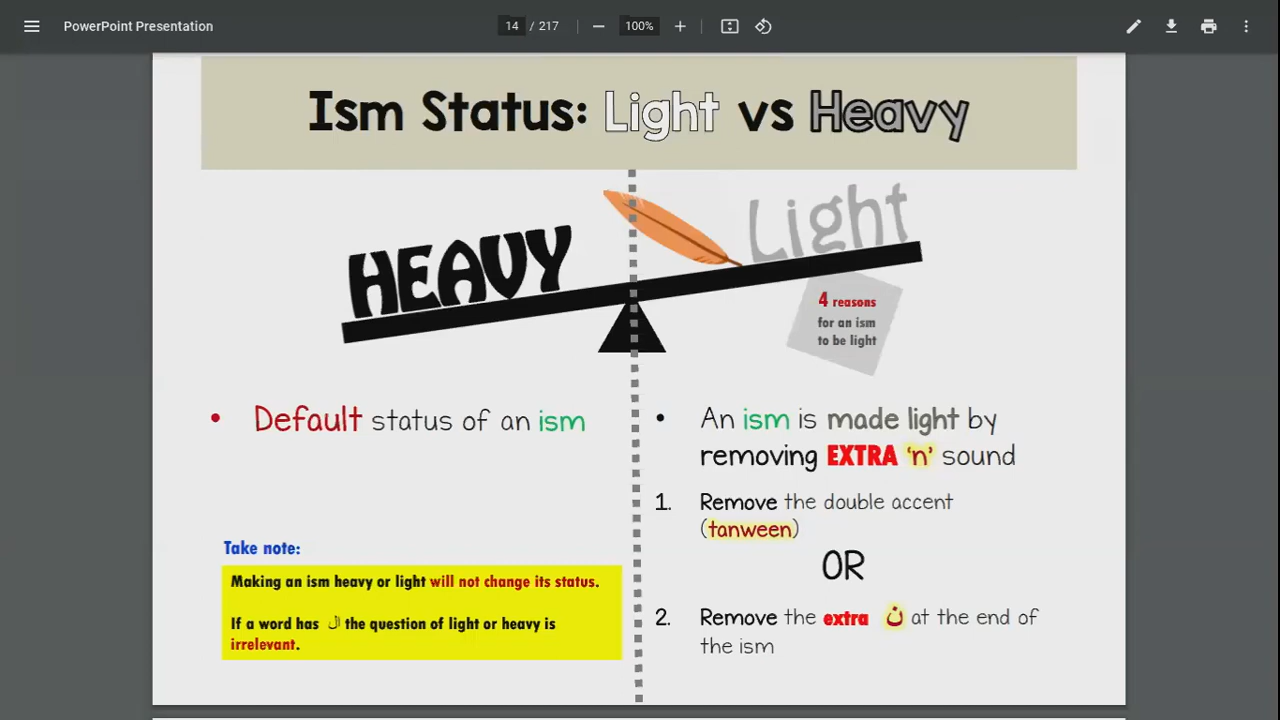 PowerPoint Presentation
14 / 217
100%
Ism Status: Light vs Heavy
HEAVY
Light
4 reasons
for an ism
to be light
• Default status of an ism
Take note:
Making an ism heavy or light will not change its status.
If a word has ال the question of light or heavy is
irrelevant.
• An ism is made light by
removing EXTRA ‘n’ sound
1. Remove the double accent
(tanween)
OR
2. Remove the extra ن at the end of
the ism